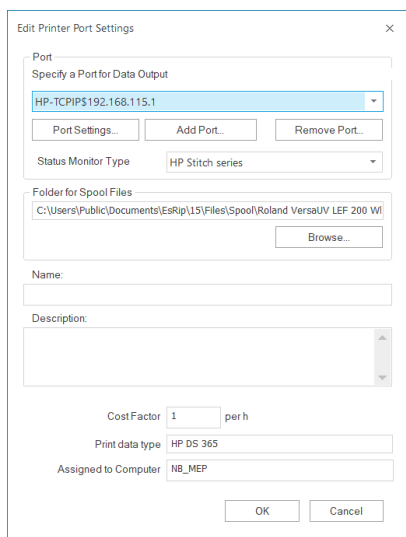 Edit Printer Port Settings
Port
Specify a Port for Data Output
HP-TCPIP$192.168.115.1
Port Settings... Add Port... Remove Port...
Status Monitor Type HP Stitch series
Folder for Spool Files
C:\Users\Public\Documents\EsRip\15\Files\Spool\Roland VersaUV LEF 200 Wl
Browse...
Name:
Description:
Cost Factor 1 per h
Print data type HP DS 365
Assigned to Computer NB_MEP
OK Cancel